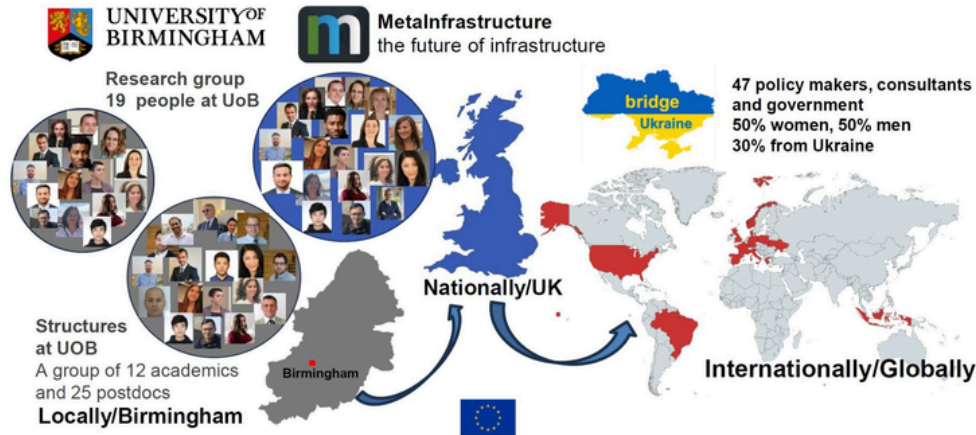 UNIVERSITY OF
BIRMINGHAM
MetaInfrastructure
the future of infrastructure
Research group
19 people at UoB
bridge
Ukraine
47 policy makers, consultants
and government
50% women, 50% men
30% from Ukraine
Nationally/UK
Structures
at UOB
A group of 12 academics
and 25 postdocs
Locally/Birmingham
Birmingham
Internationally/Globally